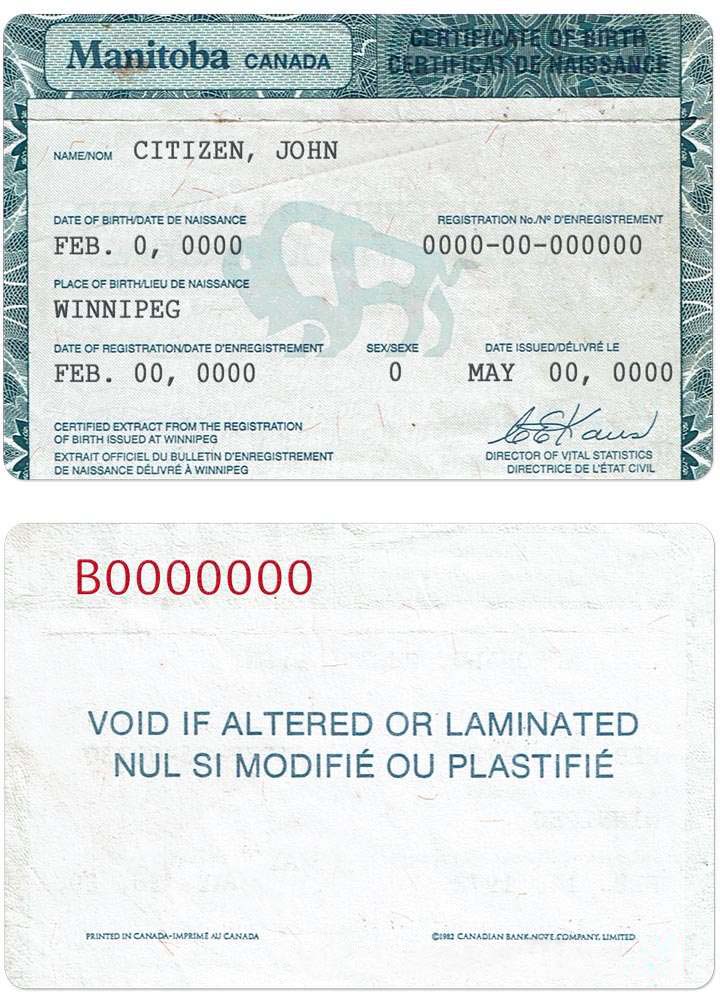 Manitoba CANADA
CERTIFICATE OF BIRTH
CERTIFICAT DE NAISSANCE
NAME/NOM CITIZEN, JOHN
DATE OF BIRTH/DATE DE NAISSANCE REGISTRATION No./Nº D'ENREGISTREMENT
FEB. 0, 0000 0000-00-000000
PLACE OF BIRTH/LIEU DE NAISSANCE
WINNIPEG
DATE OF REGISTRATION/DATE D'ENREGISTREMENT SEX/SEXE DATE ISSUED/DÉLIVRÉ LE
FEB. 00, 0000 0 MAY 00, 0000
CERTIFIED EXTRACT FROM THE REGISTRATION
OF BIRTH ISSUED AT WINNIPEG
EXTRAIT OFFICIEL DU BULLETIN D'ENREGISTREMENT
DE NAISSANCE DÉLIVRÉ À WINNIPEG
DIRECTOR OF VITAL STATISTICS
DIRECTRICE DE L'ÉTAT CIVIL
B0000000
VOID IF ALTERED OR LAMINATED
NUL SI MODIFIÉ OU PLASTIFIÉ
PRINTED IN CANADA-IMPRIMÉ AU CANADA ©1982 CANADIAN BANK NOTE COMPANY, LIMITED